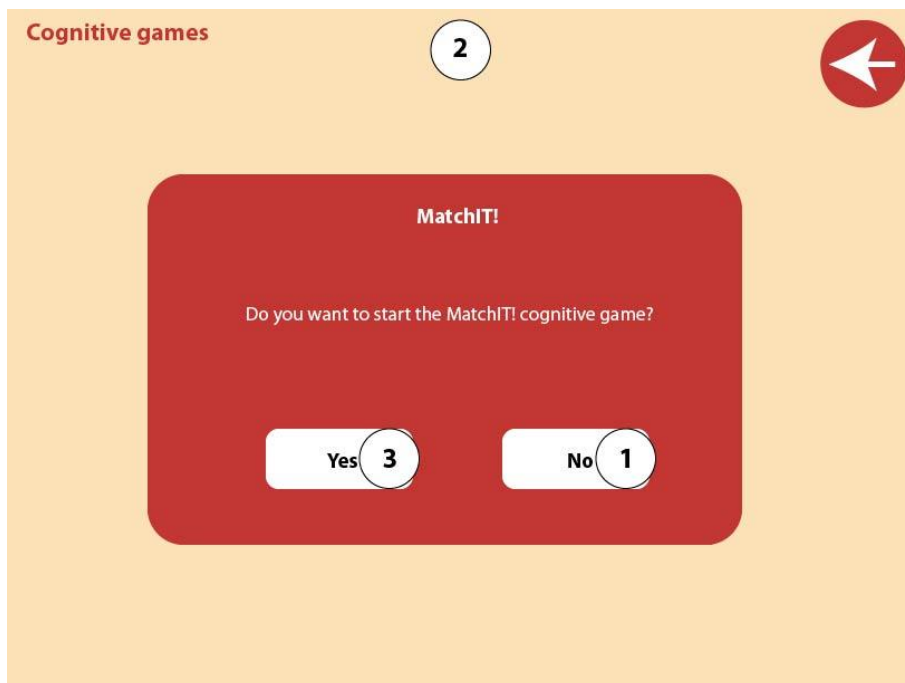 Cognitive games
2
MatchIT!
Do you want to start the MatchIT! cognitive game?
Yes 3
No 1